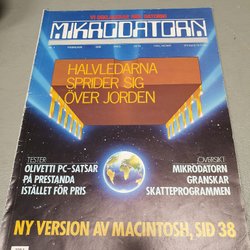 MIKRODATORN
HALVLEDARNA
SPRIDER SIG
ÖVER JORDEN
TESTER
OLIVETTI PC-SATSAR
PÅ PRESTANDA
ISTÄLLET FÖR PRIS
ÖVERSIKT
MIKRODATORN
GRANSKAR
SKATTEPROGRAMMEN
NY VERSION AV MACINTOSH, SID 38